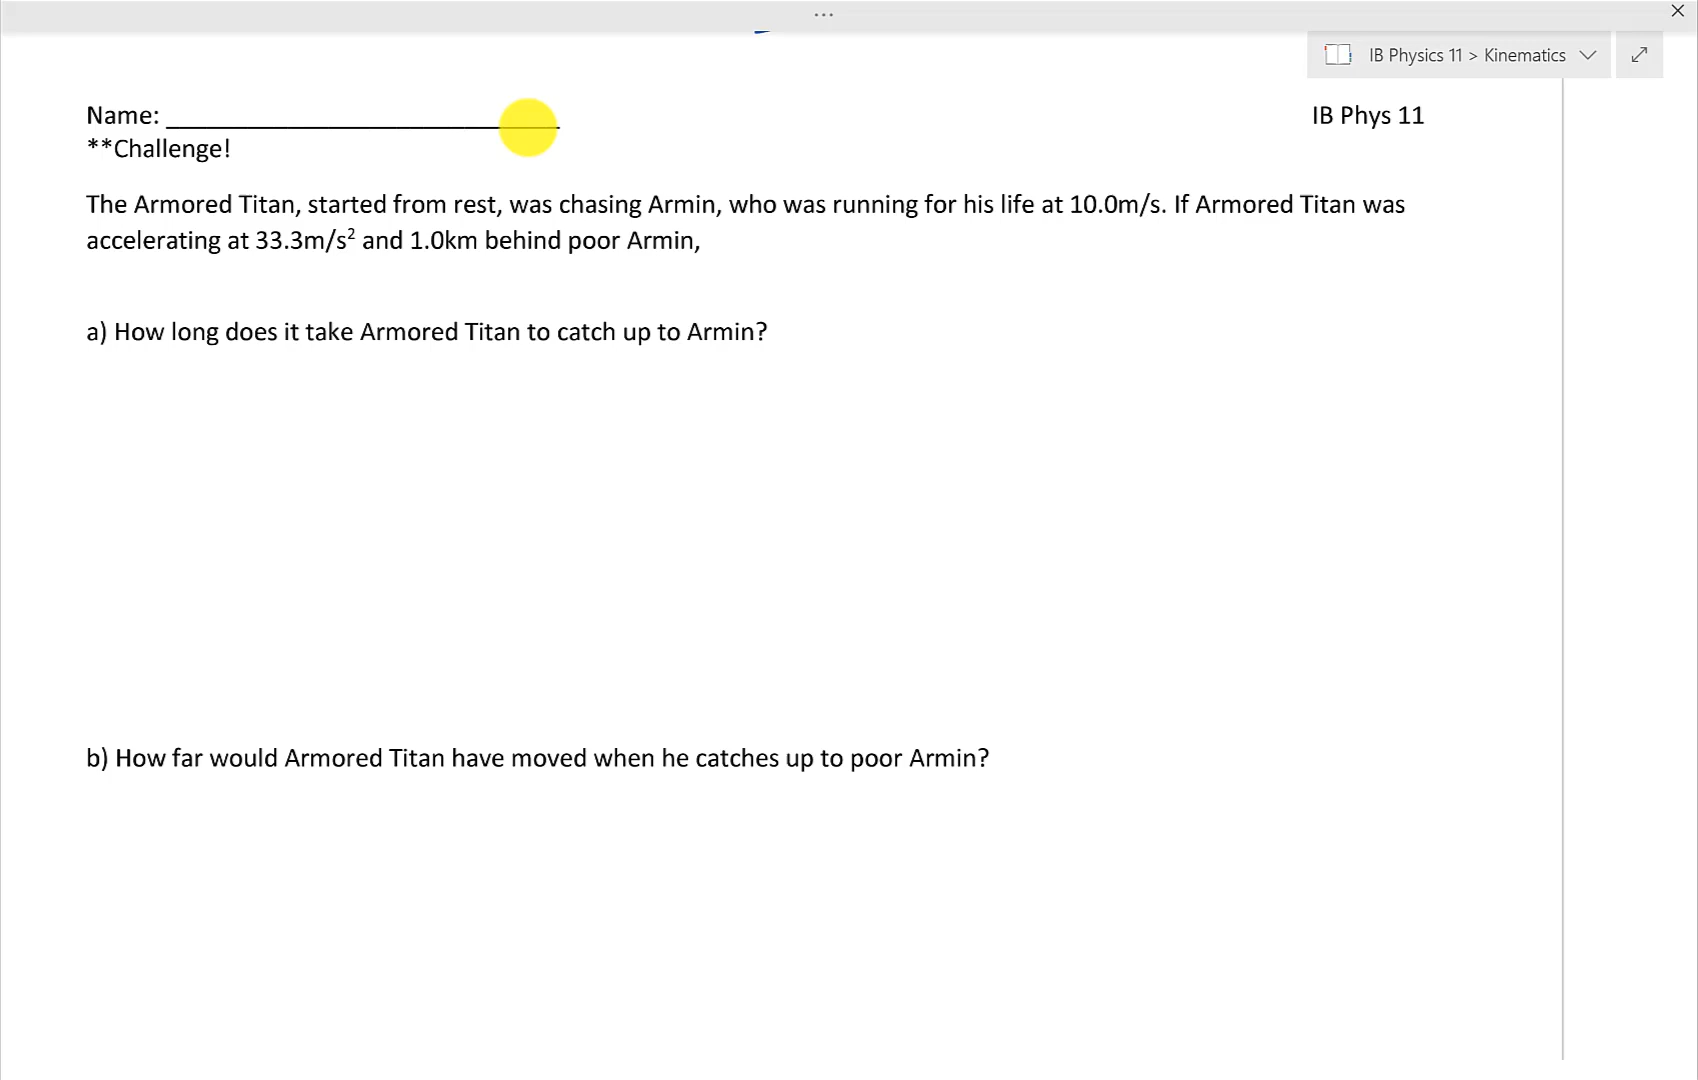 ...
IB Physics 11 > Kinematics
Name: ____________________________
IB Phys 11
**Challenge!
The Armored Titan, started from rest, was chasing Armin, who was running for his life at 10.0m/s. If Armored Titan was
accelerating at 33.3m/s² and 1.0km behind poor Armin,
a) How long does it take Armored Titan to catch up to Armin?
b) How far would Armored Titan have moved when he catches up to poor Armin?